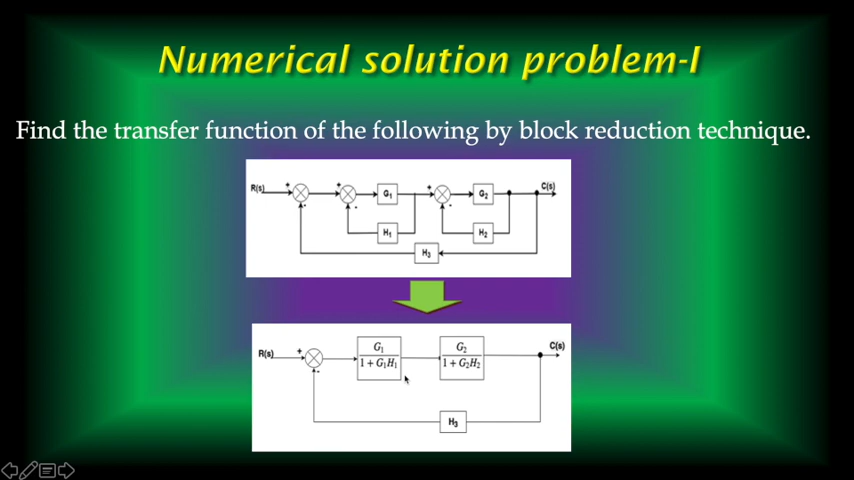 Numerical solution problem-I
Find the transfer function of the following by block reduction technique.
R(s) + - + - G₁ + - G₂ C(s)
H₁ H₂
H₃
R(s) + - G₁ / 1 + G₁H₁ G₂ / 1 + G₂H₂ C(s)
H₃